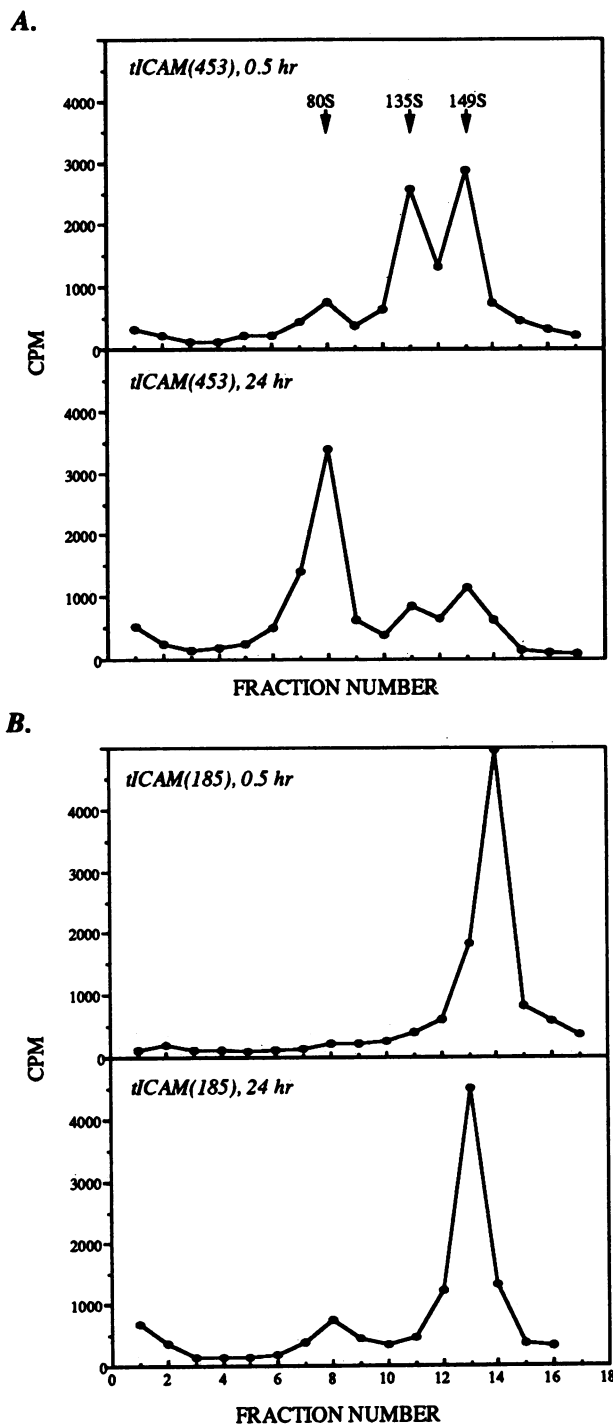 A.
tICAM(453), 0.5 hr
80S 135S 149S
4000
3000
2000
1000
0
CPM
tICAM(453), 24 hr
4000
3000
2000
1000
0
FRACTION NUMBER
B.
tICAM(185), 0.5 hr
4000
3000
2000
1000
0
CPM
tICAM(185), 24 hr
4000
3000
2000
1000
0
0 2 4 6 8 10 12 14 16 18
FRACTION NUMBER